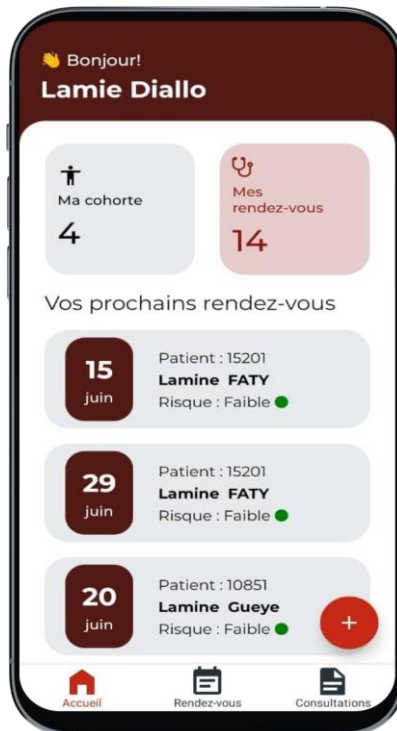 👋 Bonjour!
Lamie Diallo
Ma cohorte
4
Mes
rendez-vous
14
Vos prochains rendez-vous
15
juin
Patient : 15201
Lamine FATY
Risque : Faible
29
juin
Patient : 15201
Lamine FATY
Risque : Faible
20
juin
Patient : 10851
Lamine Gueye
Risque : Faible
+
Accueil
Rendez-vous
Consultations